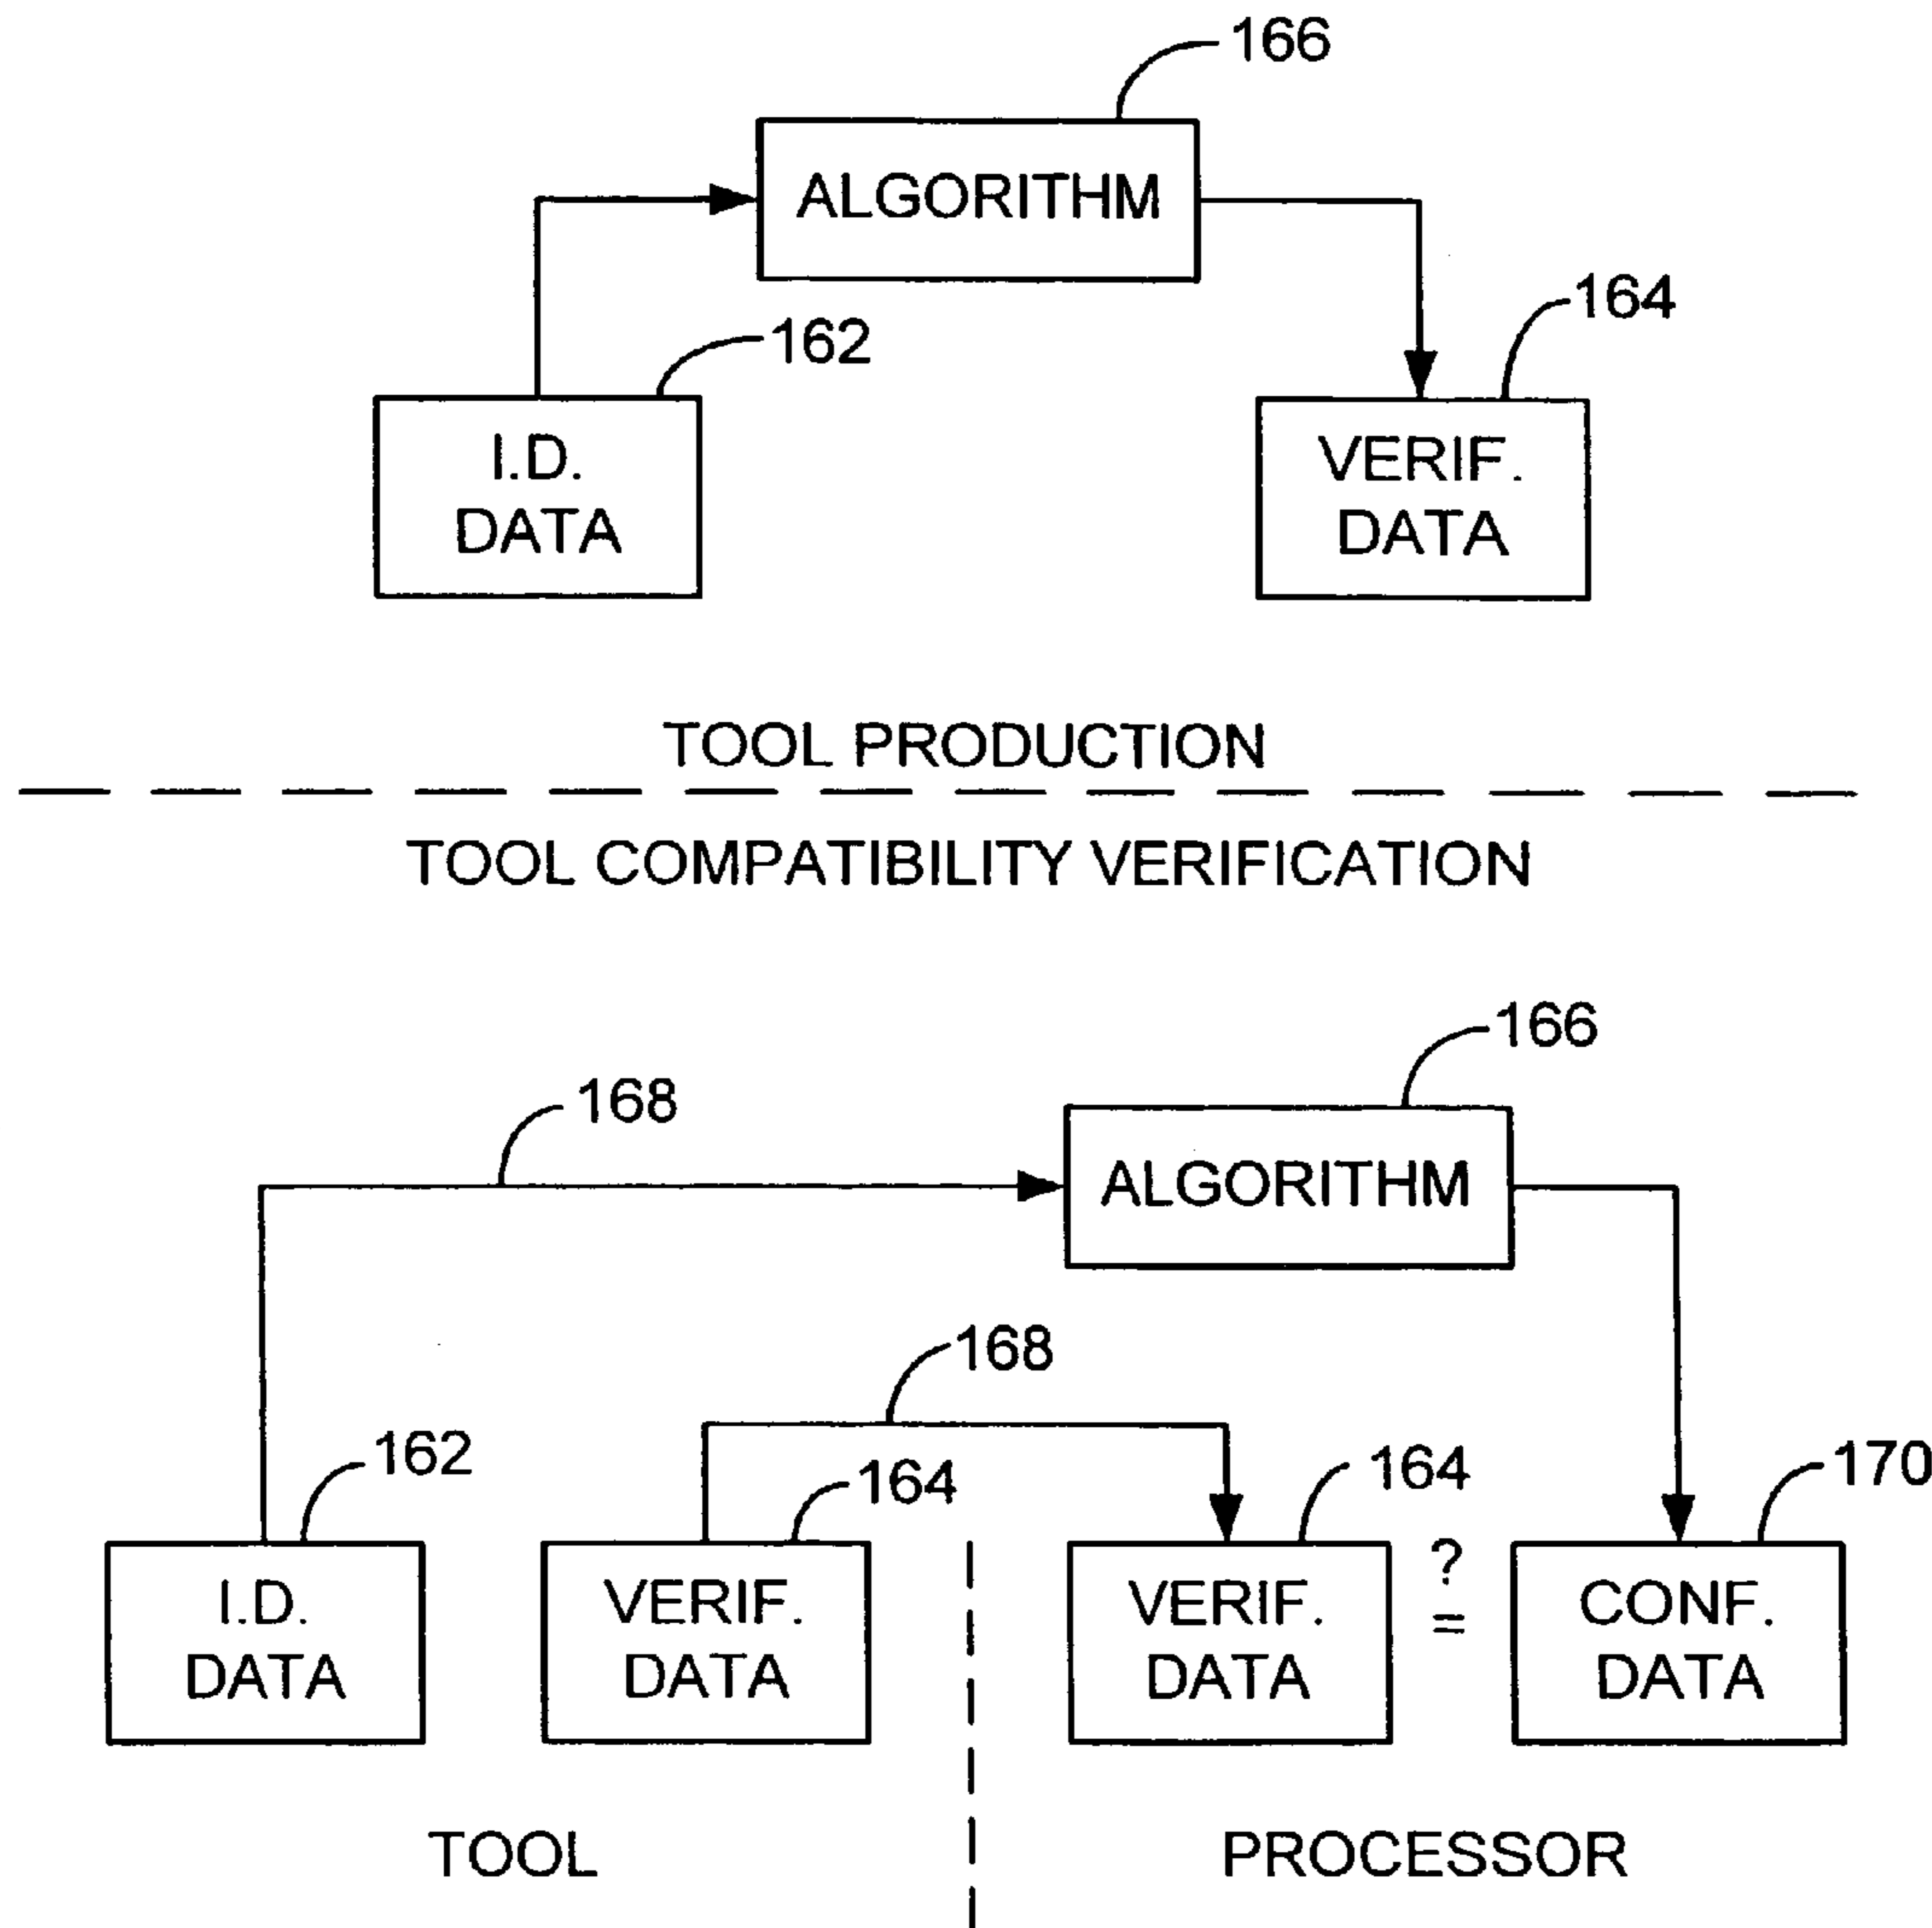 166
ALGORITHM
164
162
I.D.
DATA
VERIF.
DATA
TOOL PRODUCTION
TOOL COMPATIBILITY VERIFICATION
166
168
ALGORITHM
168
162
164
164
170
?
=
I.D.
DATA
VERIF.
DATA
VERIF.
DATA
CONF.
DATA
TOOL
PROCESSOR